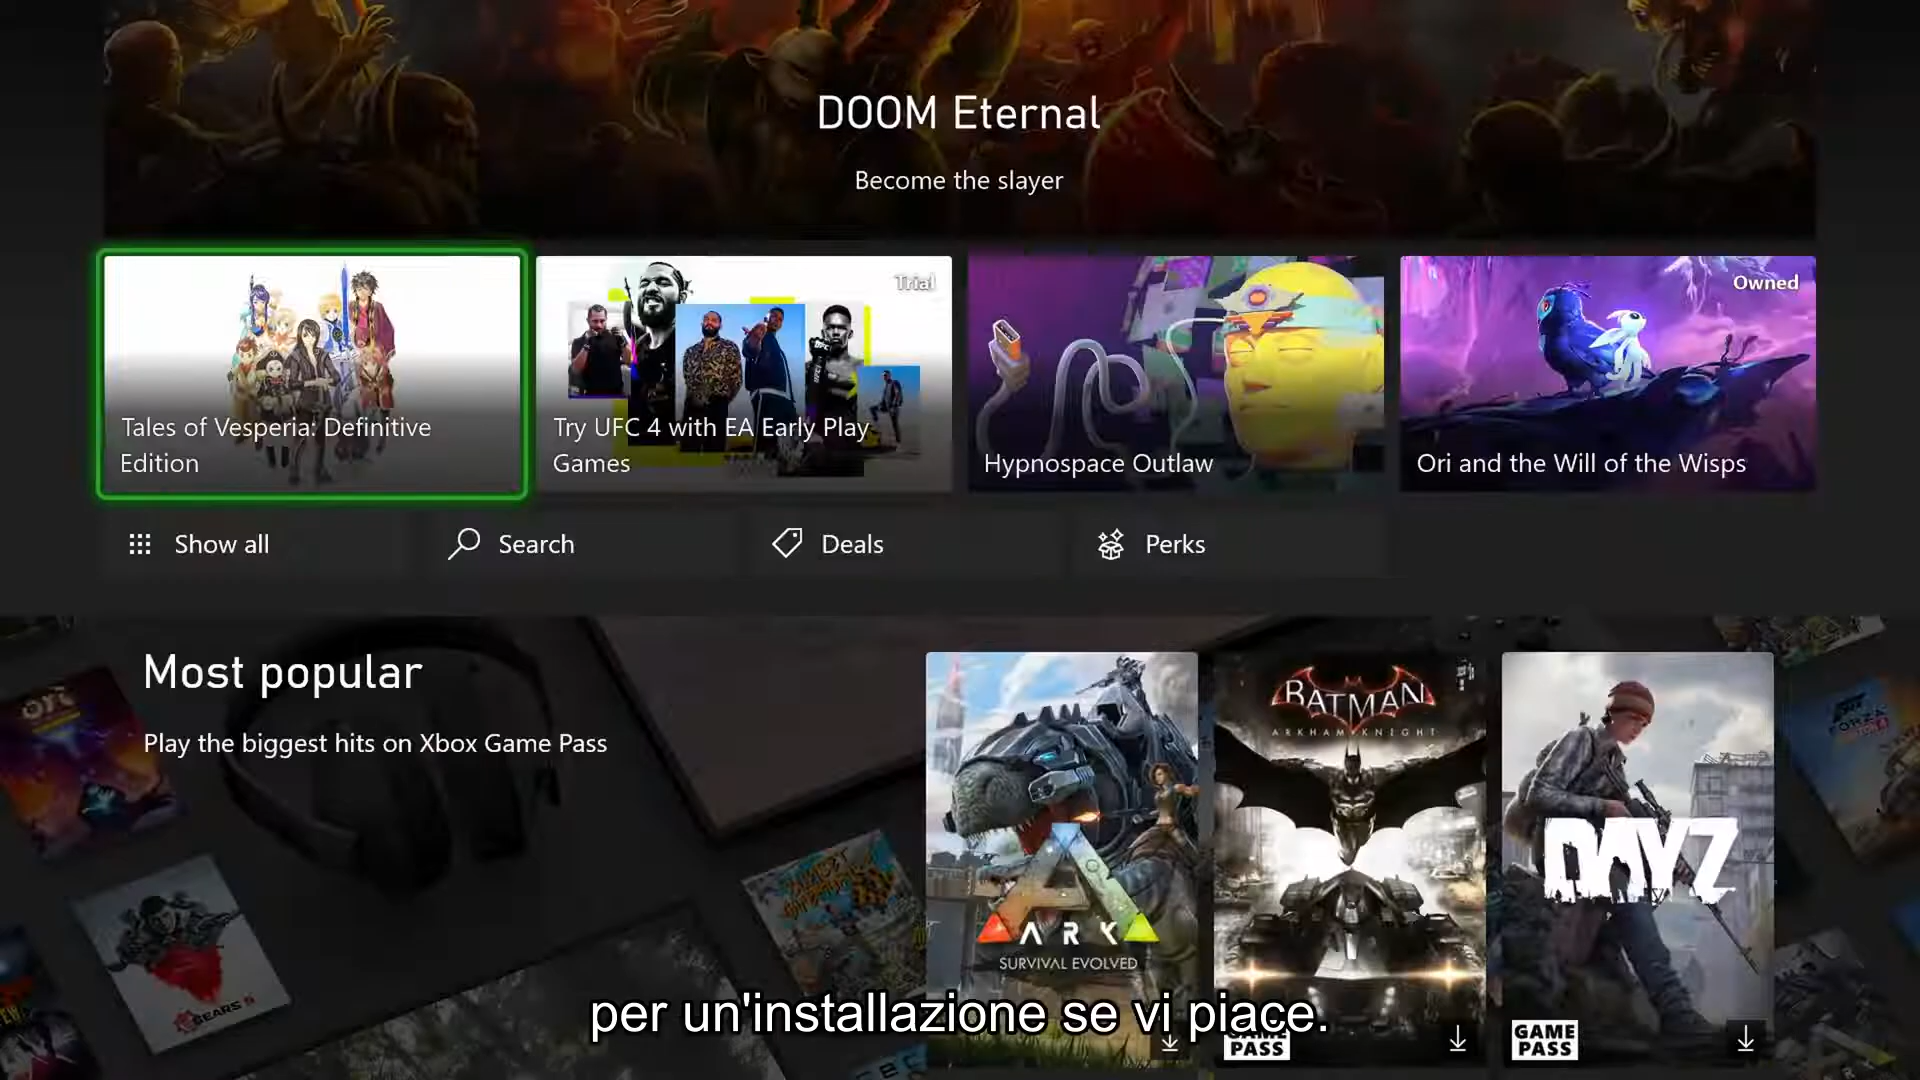 DOOM Eternal
Become the slayer
Tales of Vesperia: Definitive
Edition
Trial
Try UFC 4 with EA Early Play
Games
Hypnospace Outlaw
Owned
Ori and the Will of the Wisps
Show all
Search
Deals
Perks
Most popular
Play the biggest hits on Xbox Game Pass
ARK
SURVIVAL EVOLVED
BATMAN
ARKHAM KNIGHT
DAYZ
GEARS 5
per un'installazione se vi piace.
GAME
PASS
GAME
PASS